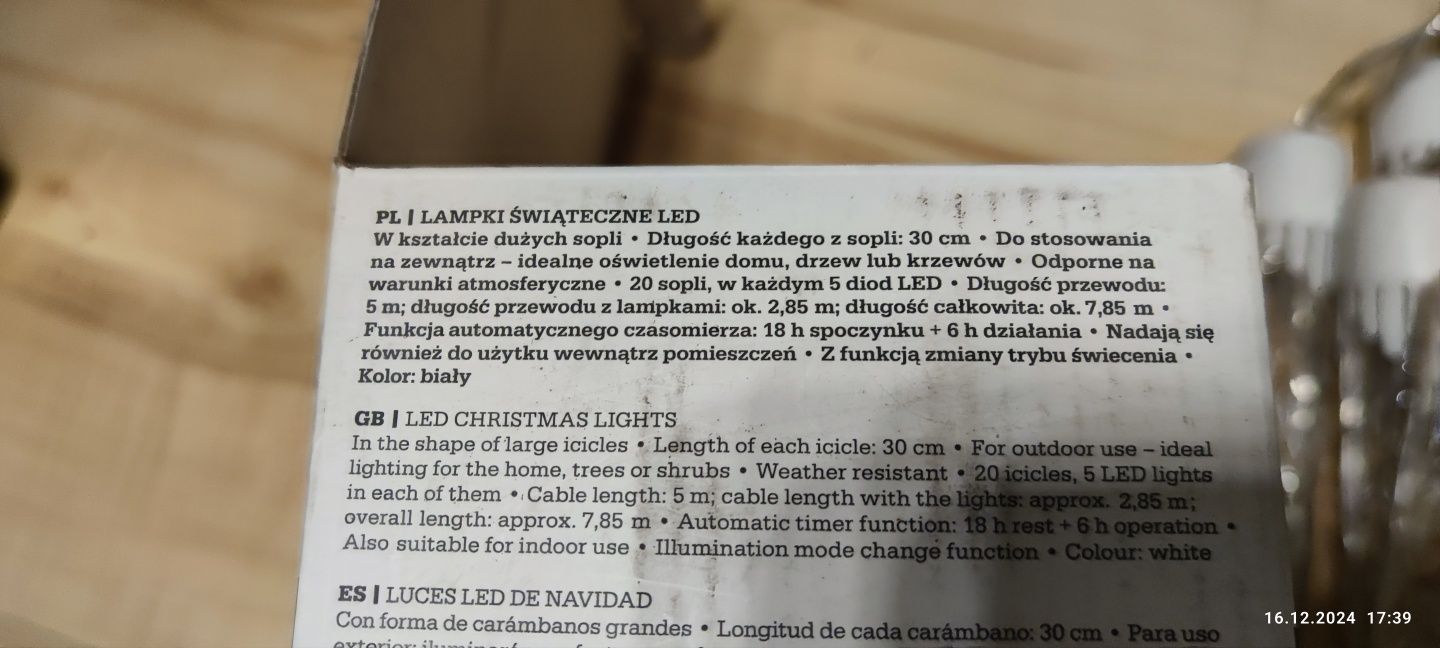 PL | LAMPKI ŚWIĄTECZNE LED
W kształcie dużych sopli • Długość każdego z sopli: 30 cm • Do stosowania
na zewnątrz – idealne oświetlenie domu, drzew lub krzewów • Odporne na
warunki atmosferyczne • 20 sopli, w każdym 5 diod LED • Długość przewodu:
5 m; długość przewodu z lampkami: ok. 2,85 m; długość całkowita: ok. 7,85 m •
Funkcja automatycznego czasomierza: 18 h spoczynku + 6 h działania • Nadają się
również do użytku wewnątrz pomieszczeń • Z funkcją zmiany trybu świecenia •
Kolor: biały
GB | LED CHRISTMAS LIGHTS
In the shape of large icicles • Length of each icicle: 30 cm • For outdoor use – ideal
lighting for the home, trees or shrubs • Weather resistant • 20 icicles, 5 LED lights
in each of them • Cable length: 5 m; cable length with the lights: approx. 2,85 m;
overall length: approx. 7,85 m • Automatic timer function: 18 h rest + 6 h operation •
Also suitable for indoor use • Illumination mode change function • Colour: white
ES | LUCES LED DE NAVIDAD
Con forma de carámbanos grandes • Longitud de cada carámbano: 30 cm • Para uso
16.12.2024 17:39